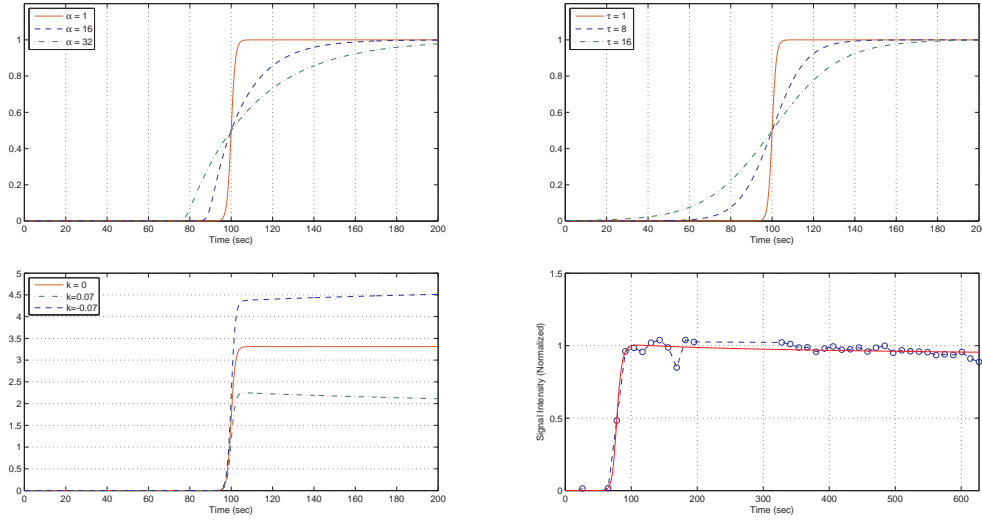 α = 1
α = 16
α = 32
1
0.8
0.6
0.4
0.2
0
0 20 40 60 80 100 120 140 160 180 200
Time (sec)
τ = 1
τ = 8
τ = 16
1
0.8
0.6
0.4
0.2
0
0 20 40 60 80 100 120 140 160 180 200
Time (sec)
k = 0
k=0.07
k=-0.07
5
4.5
4
3.5
3
2.5
2
1.5
1
0.5
0
0 20 40 60 80 100 120 140 160 180 200
Time (sec)
Signal Intensity (Normalized)
1.5
1
0.5
0
0 100 200 300 400 500 600
Time (sec)